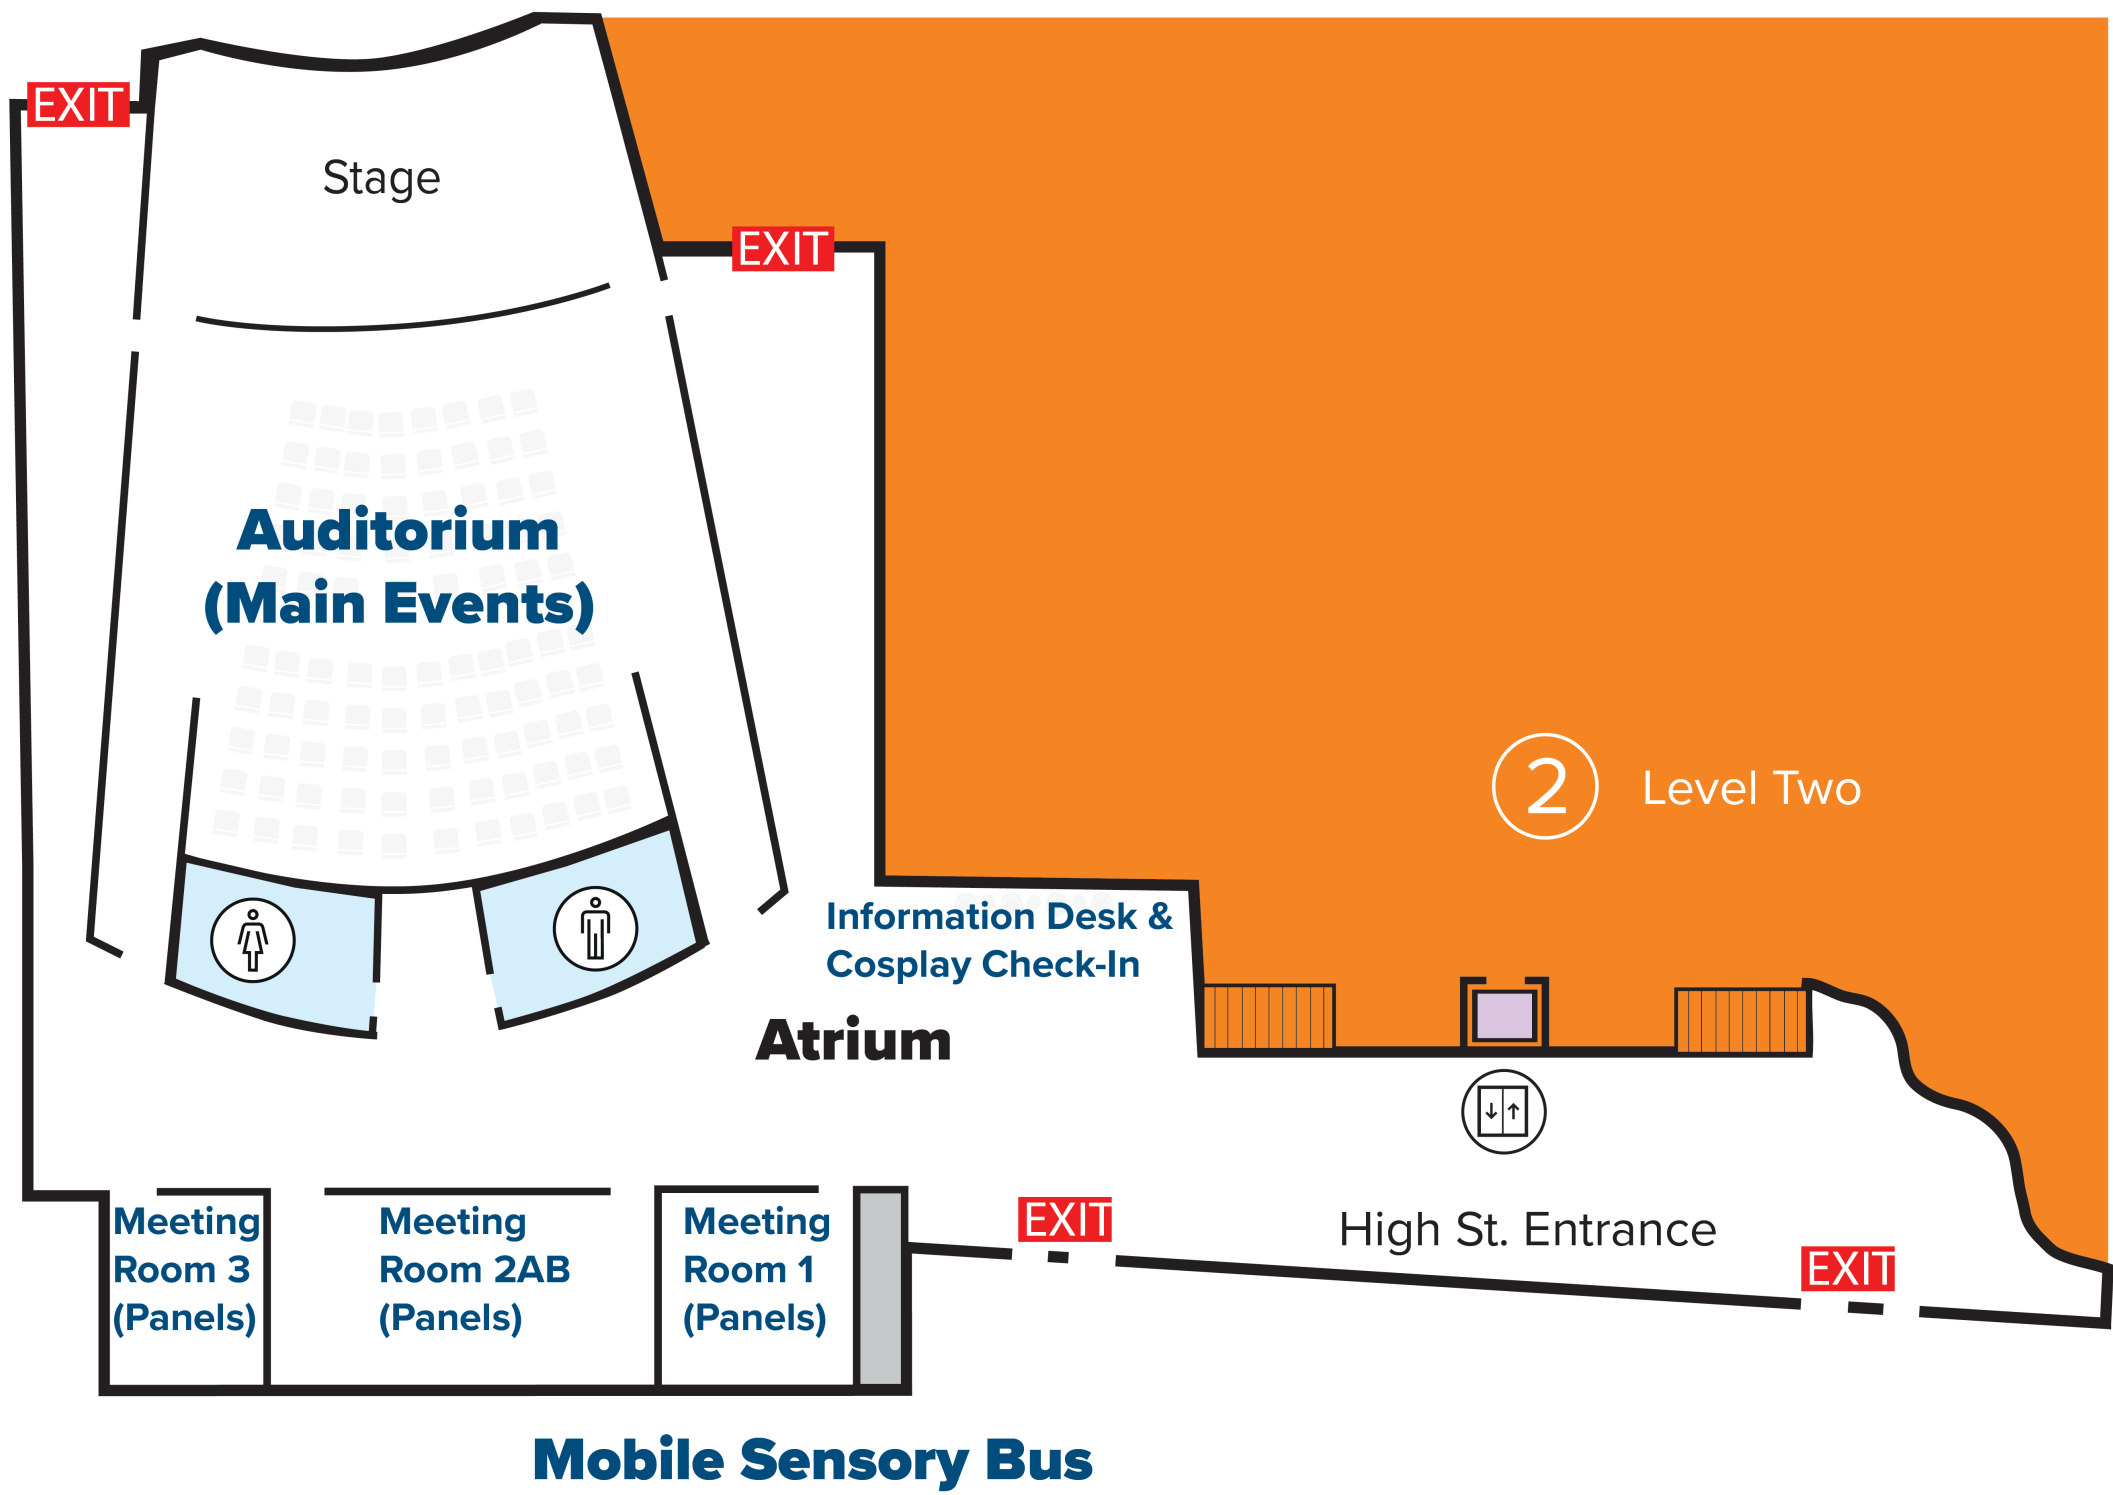 EXIT
Stage
EXIT
Auditorium
(Main Events)
2 Level Two
Information Desk &
Cosplay Check-In
Atrium
Meeting
Room 3
(Panels)
Meeting
Room 2AB
(Panels)
Meeting
Room 1
(Panels)
EXIT
High St. Entrance
EXIT
Mobile Sensory Bus